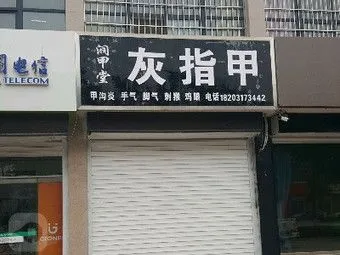 阔甲堂
灰指甲
甲沟炎 手气 脚气 刺猴 鸡眼 电话18203173442
电信
TELECOM